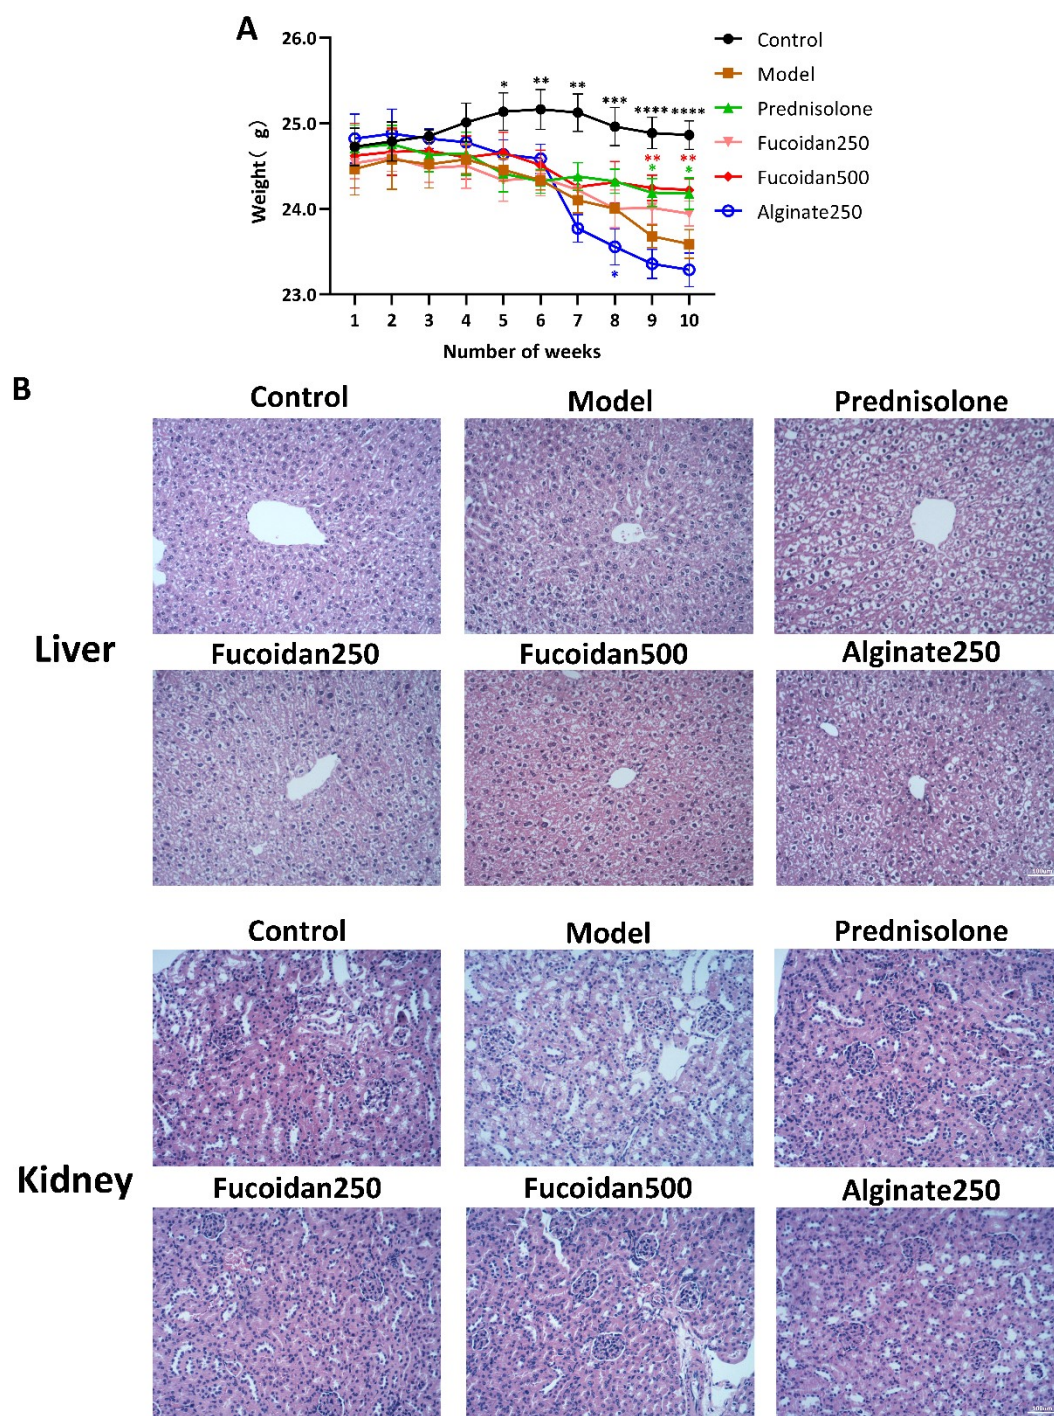 A
26.0
25.0
24.0
23.0
Weight( g)
1 2 3 4 5 6 7 8 9 10
Number of weeks
* ** ** *** **** ****
** **
* *
*
Control
Model
Prednisolone
Fucoidan250
Fucoidan500
Alginate250
B
Control Model Prednisolone
Liver
Fucoidan250 Fucoidan500 Alginate250
100um
Control Model Prednisolone
Kidney
Fucoidan250 Fucoidan500 Alginate250
100um